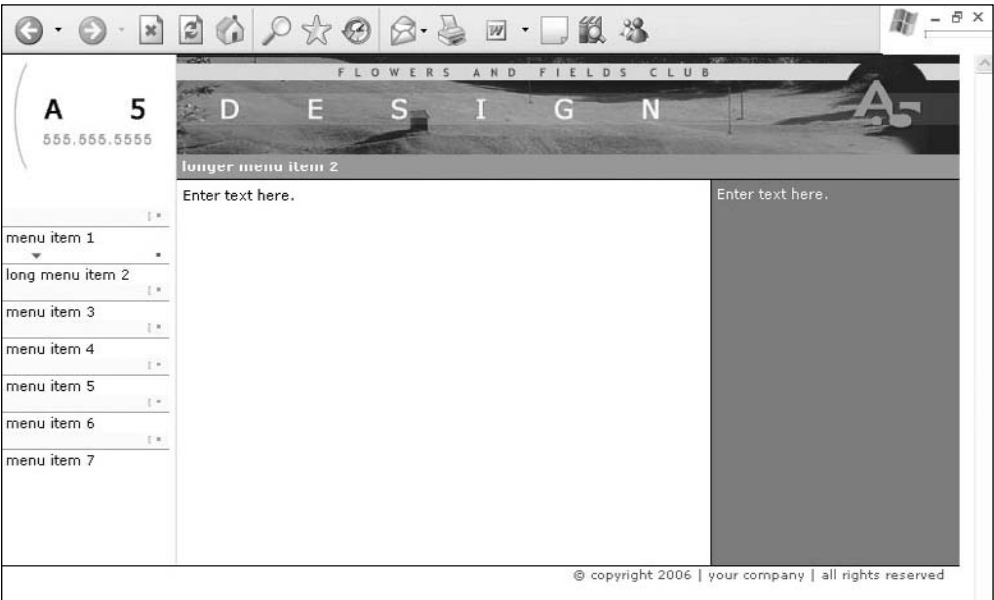 FLOWERS AND FIELDS CLUB
A 5
DESIGN
A5
555.555.5555
longer menu item 2
Enter text here.
Enter text here.
menu item 1
long menu item 2
menu item 3
menu item 4
menu item 5
menu item 6
menu item 7
© copyright 2006 | your company | all rights reserved